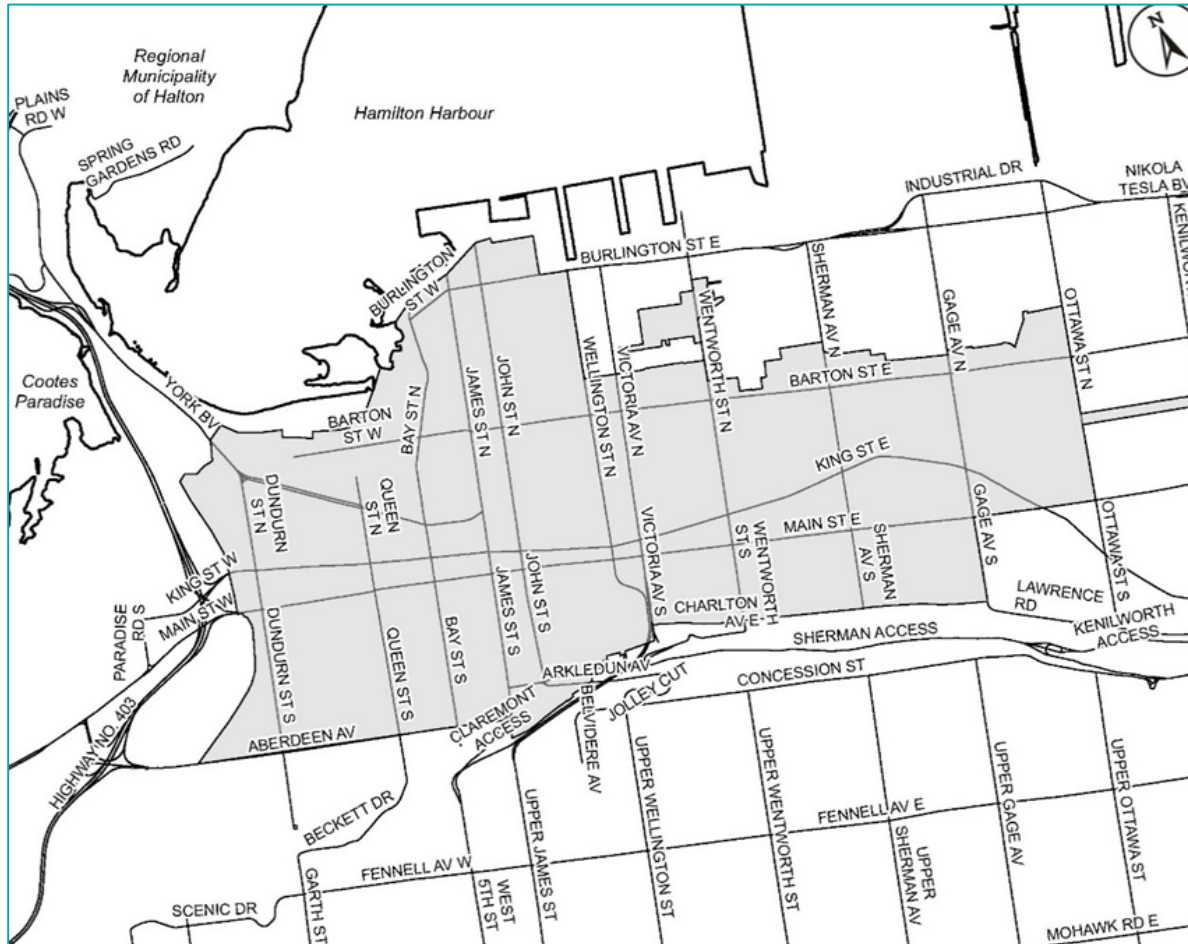 N
Regional
Municipality
of Halton
Hamilton Harbour
PLAINS
RD W
SPRING
GARDENS RD
INDUSTRIAL DR
NIKOLA
TESLA BV
KENILW
BURLINGTON ST E
BURLINGTON
ST W
SHERMAN AV N
GAGE AV N
OTTAWA ST N
WENTWORTH ST N
VICTORIA AV N
WELLINGTON ST N
JOHN ST N
JAMES ST N
BAY ST N
Cootes
Paradise
YORK BV
BARTON
ST W
BARTON ST E
KING ST E
DUNDURN
ST N
QUEEN
ST N
MAIN ST E
VICTORIA AV S
WENTWORTH
ST S
SHERMAN
AV S
GAGE AV S
OTTAWA ST S
KING ST W
MAIN ST W
PARADISE
RD S
DUNDURN ST S
QUEEN ST S
BAY ST S
JAMES ST S
JOHN ST S
CHARLTON
AV E
LAWRENCE
RD
KENILWORTH
ACCESS
SHERMAN ACCESS
ARKLEDUN AV
CONCESSION ST
JOLLEY CUT
CLAREMONT
ACCESS
BELVIDERE AV
ABERDEEN AV
HIGHWAY NO. 403
BECKETT DR
FENNELL AV E
FENNELL AV W
UPPER JAMES ST
UPPER WELLINGTON ST
UPPER WENTWORTH ST
UPPER
SHERMAN AV
UPPER GAGE AV
UPPER OTTAWA ST
GARTH ST
WEST
5TH ST
SCENIC DR
MOHAWK RD E